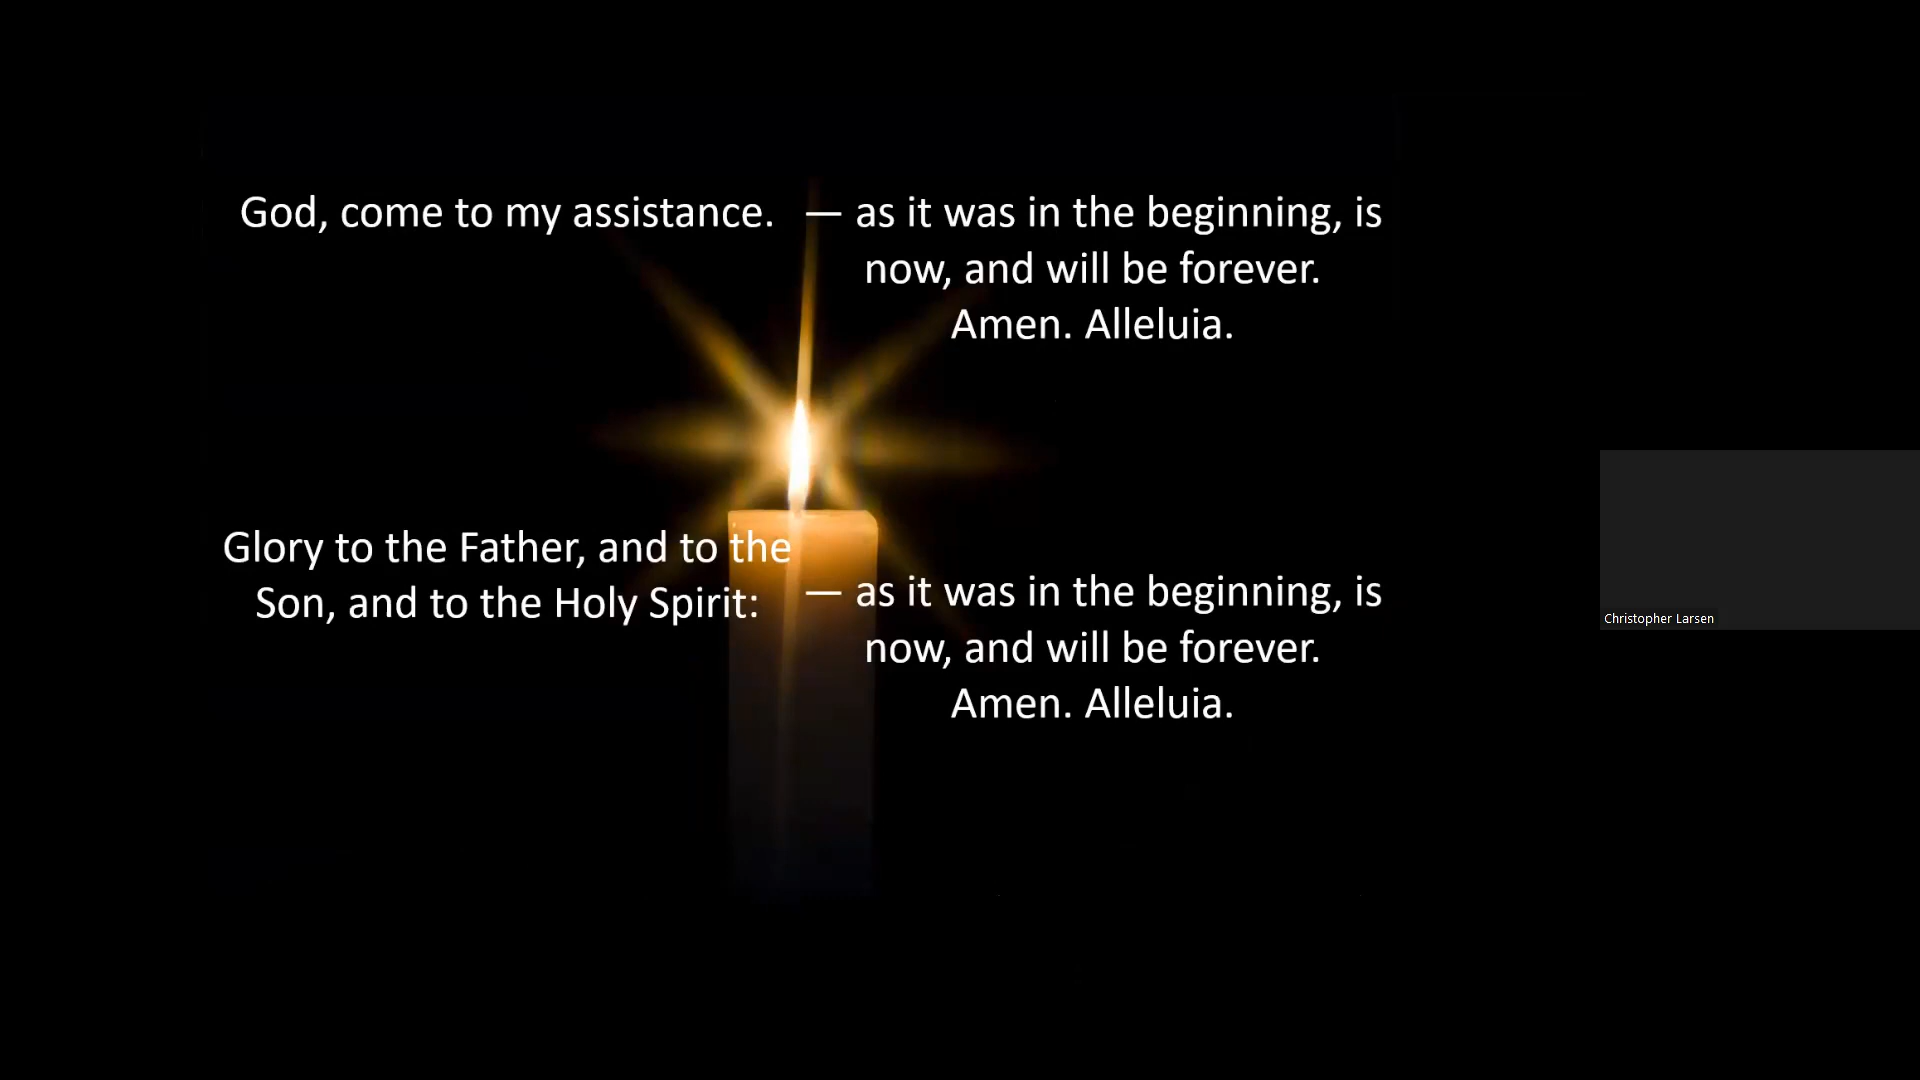 God, come to my assistance.
— as it was in the beginning, is
now, and will be forever.
Amen. Alleluia.
Glory to the Father, and to the
Son, and to the Holy Spirit:
— as it was in the beginning, is
now, and will be forever.
Amen. Alleluia.
Christopher Larsen